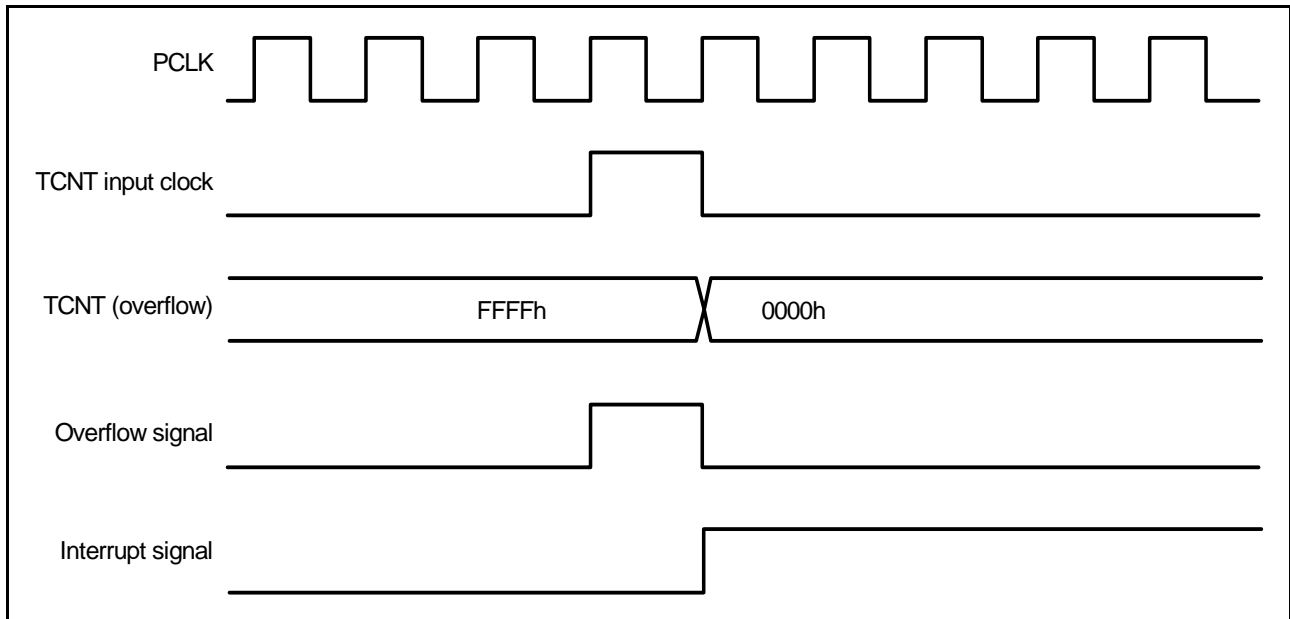 PCLK
TCNT input clock
TCNT (overflow)
FFFFh
0000h
Overflow signal
Interrupt signal